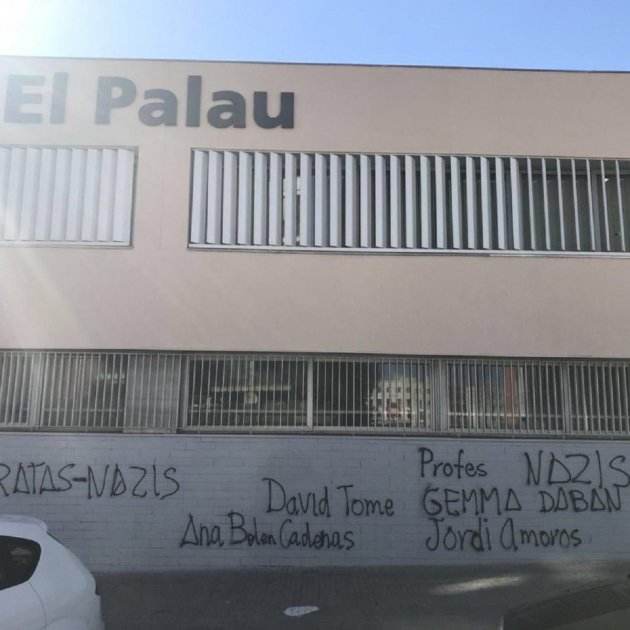 El Palau
RATAS-NAZIS
Profes NAZIS
David Tome
GEMMA DABAN
Ana Belen Cadenas
Jordi Amoros